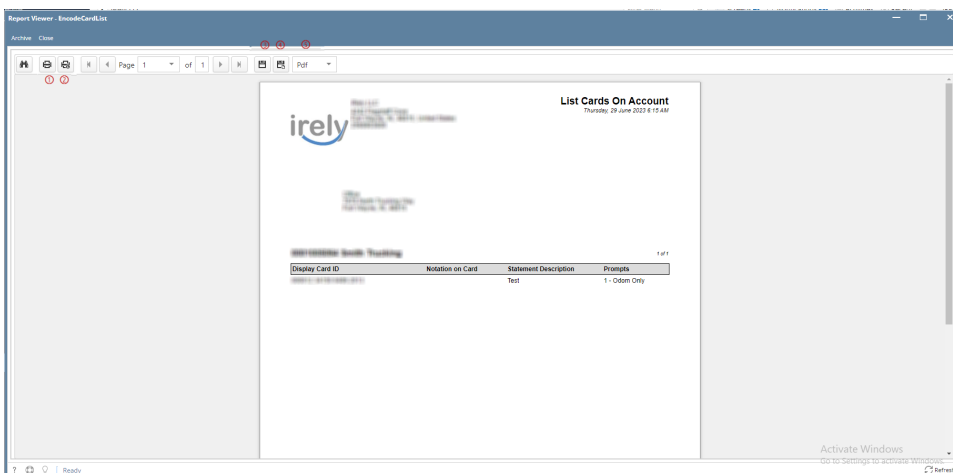 Report Viewer - EncodeCardList
Archive Close
③ ④ ⑤
Page 1 of 1 Pdf
① ②
List Cards On Account
Thursday, 29 June 2023 6:15 AM
irely
Smith Trucking
1 of 1
Display Card ID Notation on Card Statement Description Prompts
Test 1 - Odom Only
Activate Windows
Go to Settings to activate Windows.
? Ready Refresh